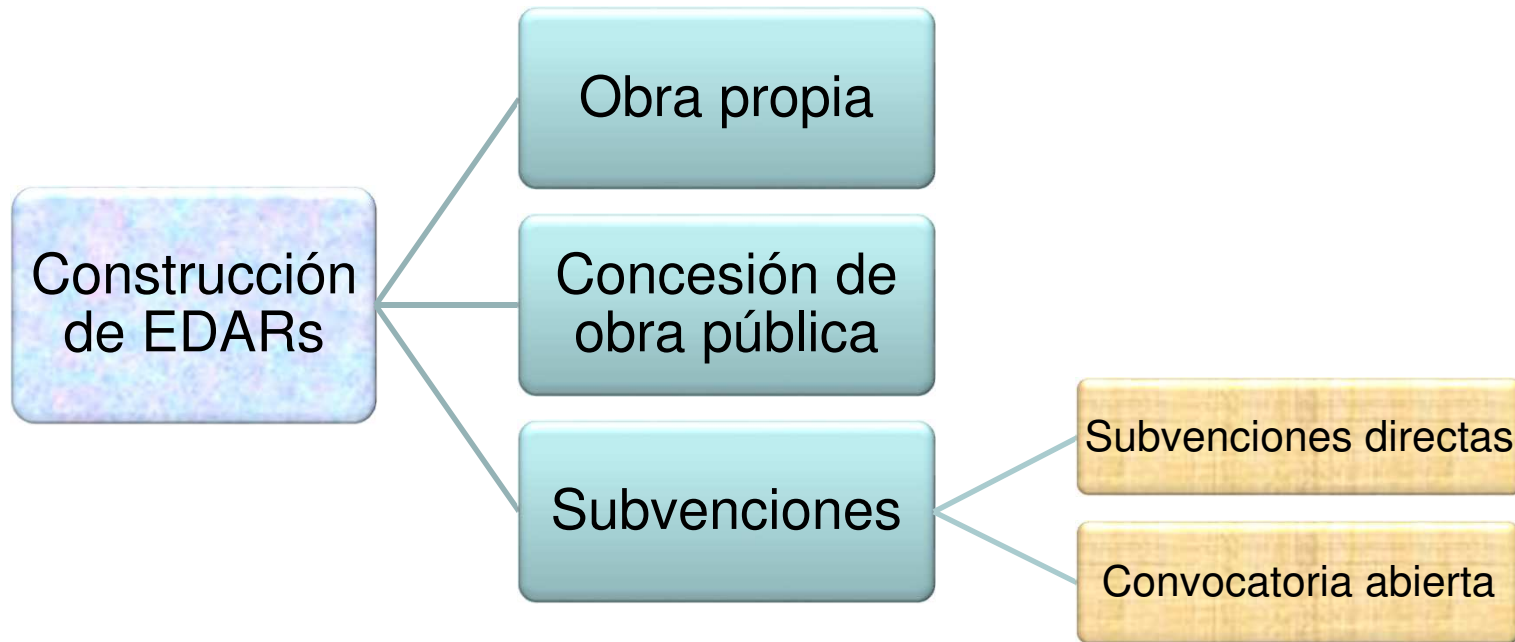 Construcción
de EDARs
Obra propia
Concesión de
obra pública
Subvenciones
Subvenciones directas
Convocatoria abierta